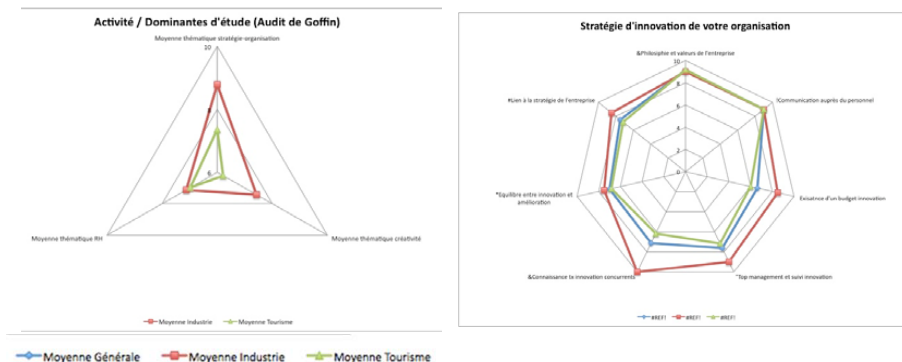 Activité / Dominantes d'étude (Audit de Goffin)
Moyenne thématique stratégie-organisation
10
8
6
Moyenne thématique RH
Moyenne thématique créativité
Moyenne Industrie
Moyenne Tourisme
Stratégie d'innovation de votre organisation
&Philosophie et valeurs de l'entreprise
10
8
6
4
2
0
!Communication auprès du personnel
Exisatnce d'un budget innovation
"Top management et suivi innovation
&Connaissance la innovation concurrents
*Equilibre entre innovation et
amélioration
#Lien à la stratégie de l'entreprise
#REF!
#REF!
#REF!
Moyenne Générale
Moyenne Industrie
Moyenne Tourisme